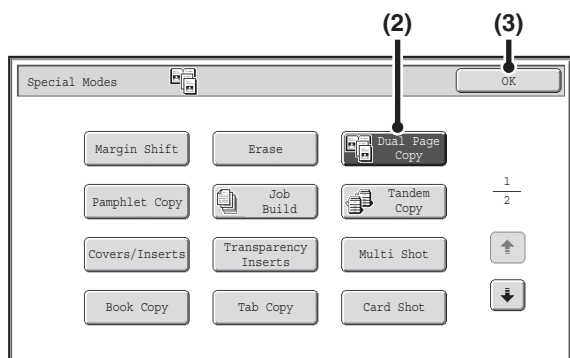 (2)
(3)
Special Modes
OK
Margin Shift
Erase
Dual Page
Copy
Pamphlet Copy
Job
Build
Tandem
Copy
1
2
Covers/Inserts
Transparency
Inserts
Multi Shot
Book Copy
Tab Copy
Card Shot